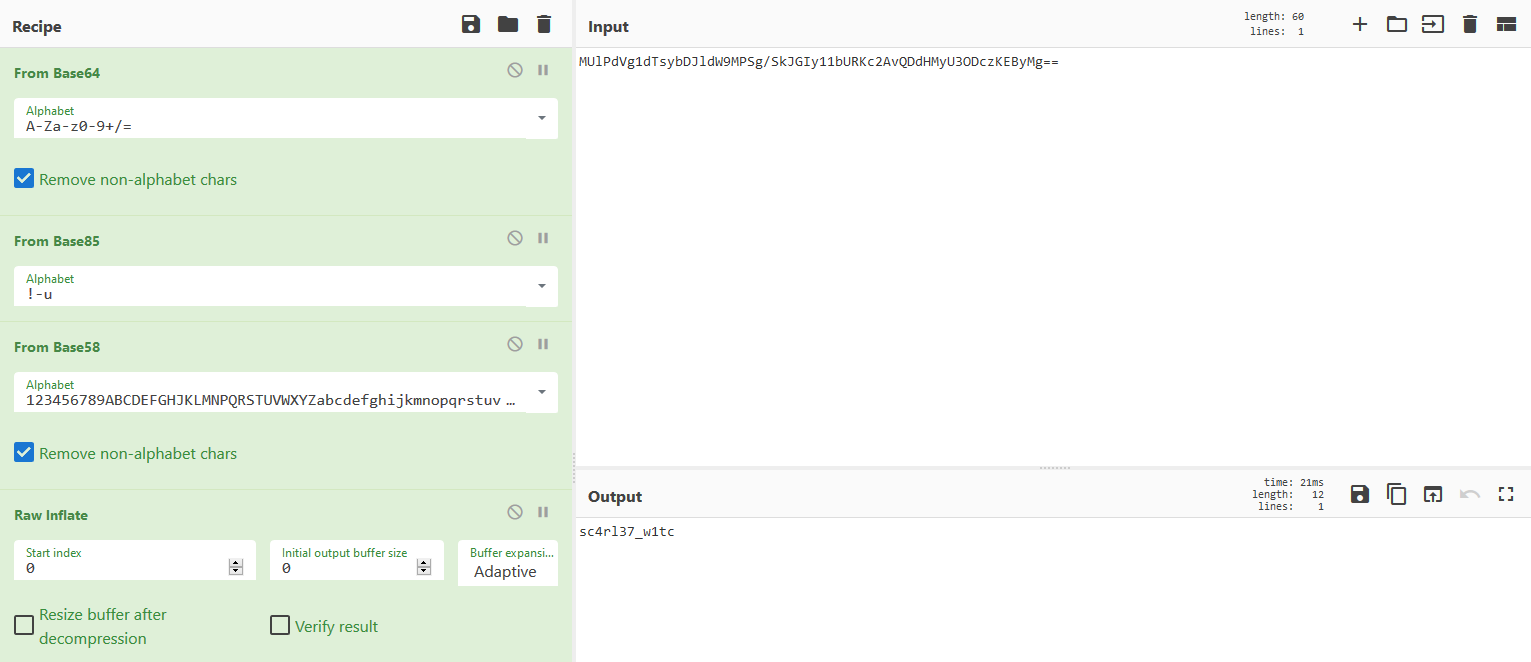 Recipe
From Base64
Alphabet
A-Za-z0-9+/=
Remove non-alphabet chars
From Base85
Alphabet
!-u
From Base58
Alphabet
123456789ABCDEFGHJKLMNPQRSTUVWXYZabcdefghijkmnopqrstuv …
Remove non-alphabet chars
Raw Inflate
Start index
0
Initial output buffer size
0
Buffer expansi…
Adaptive
Resize buffer after
decompression
Verify result
Input
length: 60
lines: 1
MUlPdVg1dTsybDJldW9MPSg/SkJGIy11bURKc2AvQDdHMyU3ODczKEByMg==
Output
time: 21ms
length: 12
lines: 1
sc4rl37_w1tc